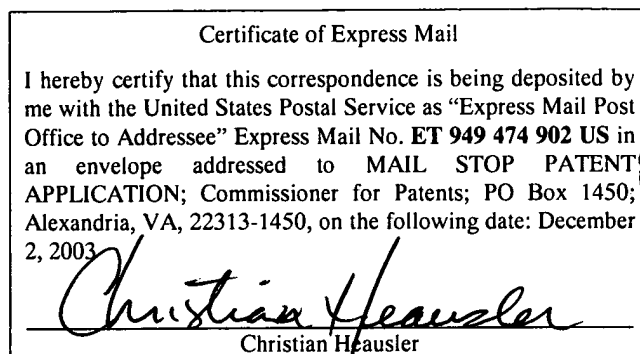 Certificate of Express Mail
I hereby certify that this correspondence is being deposited by
me with the United States Postal Service as “Express Mail Post
Office to Addressee” Express Mail No. ET 949 474 902 US in
an envelope addressed to MAIL STOP PATENT
APPLICATION; Commissioner for Patents; PO Box 1450;
Alexandria, VA, 22313-1450, on the following date: December
2, 2003
Christian Heausler
Christian Heausler